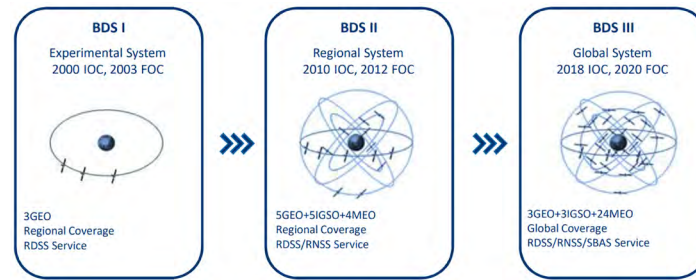 BDS I
Experimental System
2000 IOC, 2003 FOC
3GEO
Regional Coverage
RDSS Service
BDS II
Regional System
2010 IOC, 2012 FOC
5GEO+5IGSO+4MEO
Regional Coverage
RDSS/RNSS Service
BDS III
Global System
2018 IOC, 2020 FOC
3GEO+3IGSO+24MEO
Global Coverage
RDSS/RNSS/SBAS Service